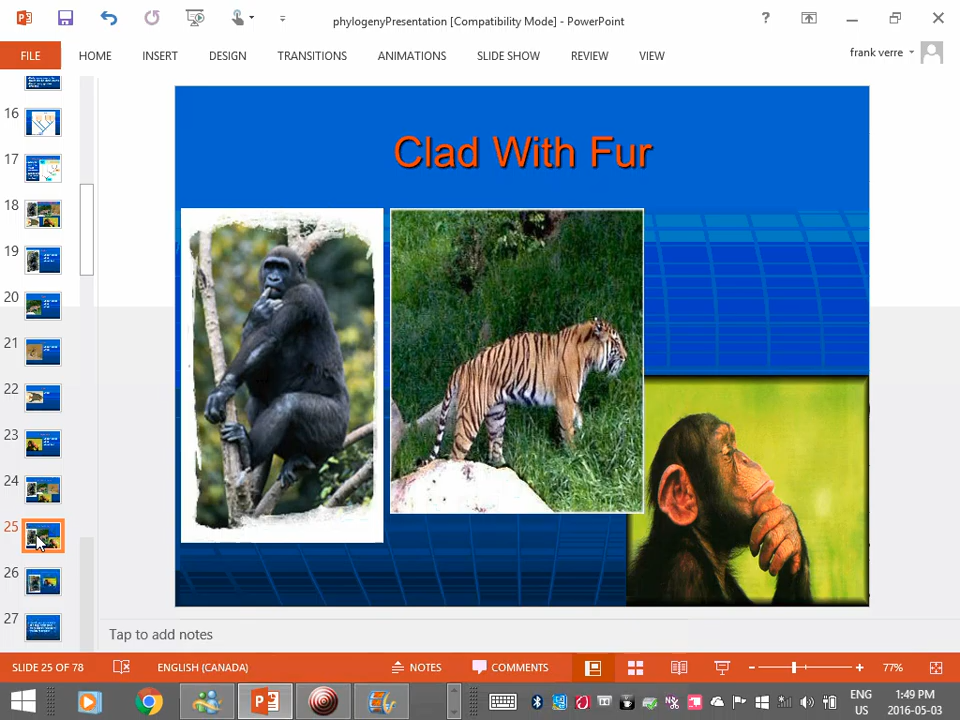 phylogenyPresentation [Compatibility Mode] - PowerPoint
?
FILE
HOME
INSERT
DESIGN
TRANSITIONS
ANIMATIONS
SLIDE SHOW
REVIEW
VIEW
frank verre
16
17
18
19
20
21
22
23
24
25
26
27
Clad With Fur
Tap to add notes
SLIDE 25 OF 78
ENGLISH (CANADA)
NOTES
COMMENTS
77%
ENG
US
1:49 PM
2016-05-03